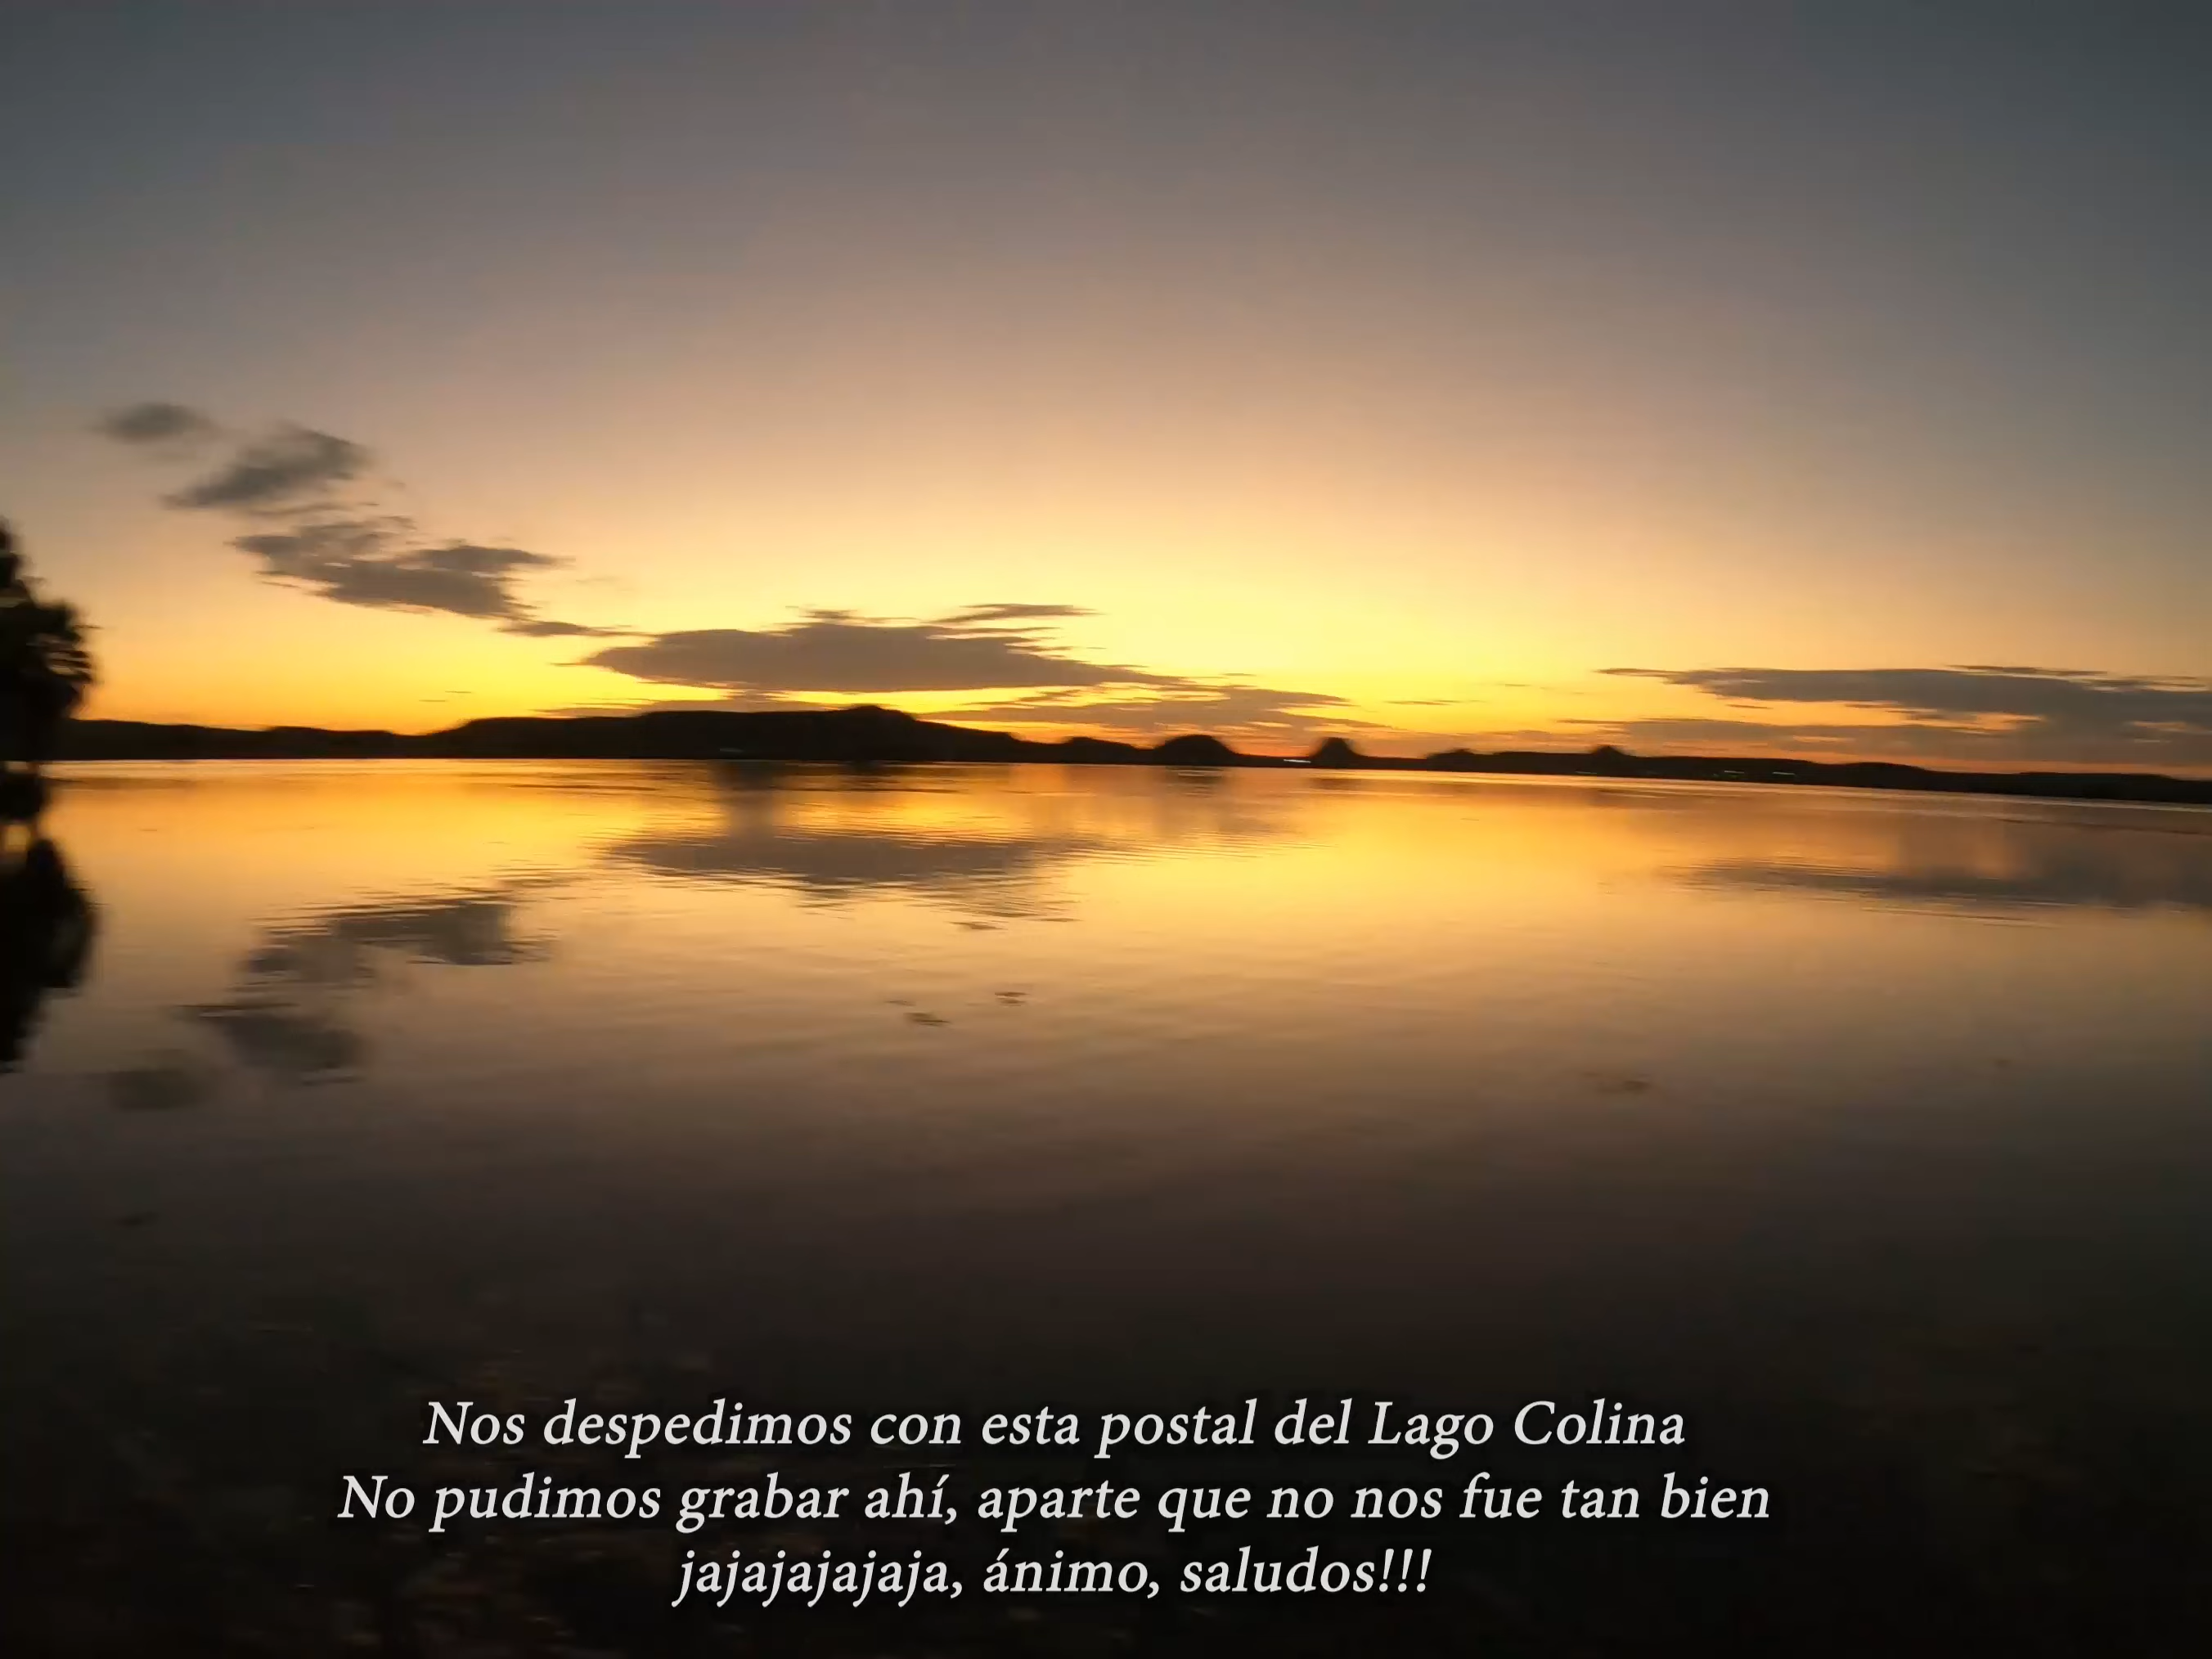 Nos despedimos con esta postal del Lago Colina
No pudimos grabar ahí, aparte que no nos fue tan bien
jajajajajaja, ánimo, saludos!!!